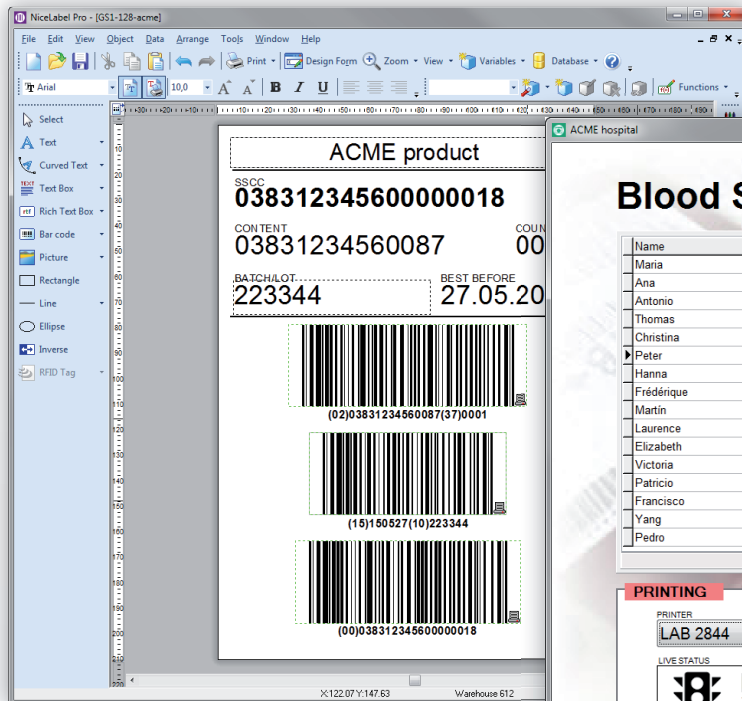 NiceLabel Pro - [GS1-128-acme]
File Edit View Object Data Arrange Tools Window Help
Print Design Form Zoom View Variables Database
Arial 10,0 A A B I U Functions
Select
Text
Curved Text
Text Box
Rich Text Box
Bar code
Picture
Rectangle
Line
Ellipse
Inverse
RFID Tag
ACME product
SSCC
038312345600000018
CONTENT COUN
03831234560087 00
BATCH/LOT BEST BEFORE
223344 27.05.20
(02)03831234560087(37)0001
(15)150527(10)223344
(00)038312345600000018
X:122.07 Y:147.63 Warehouse 612
ACME hospital
Blood S
Name
Maria
Ana
Antonio
Thomas
Christina
Peter
Hanna
Frédérique
Martín
Laurence
Elizabeth
Victoria
Patricio
Francisco
Yang
Pedro
PRINTING
PRINTER
LAB 2844
LIVE STATUS